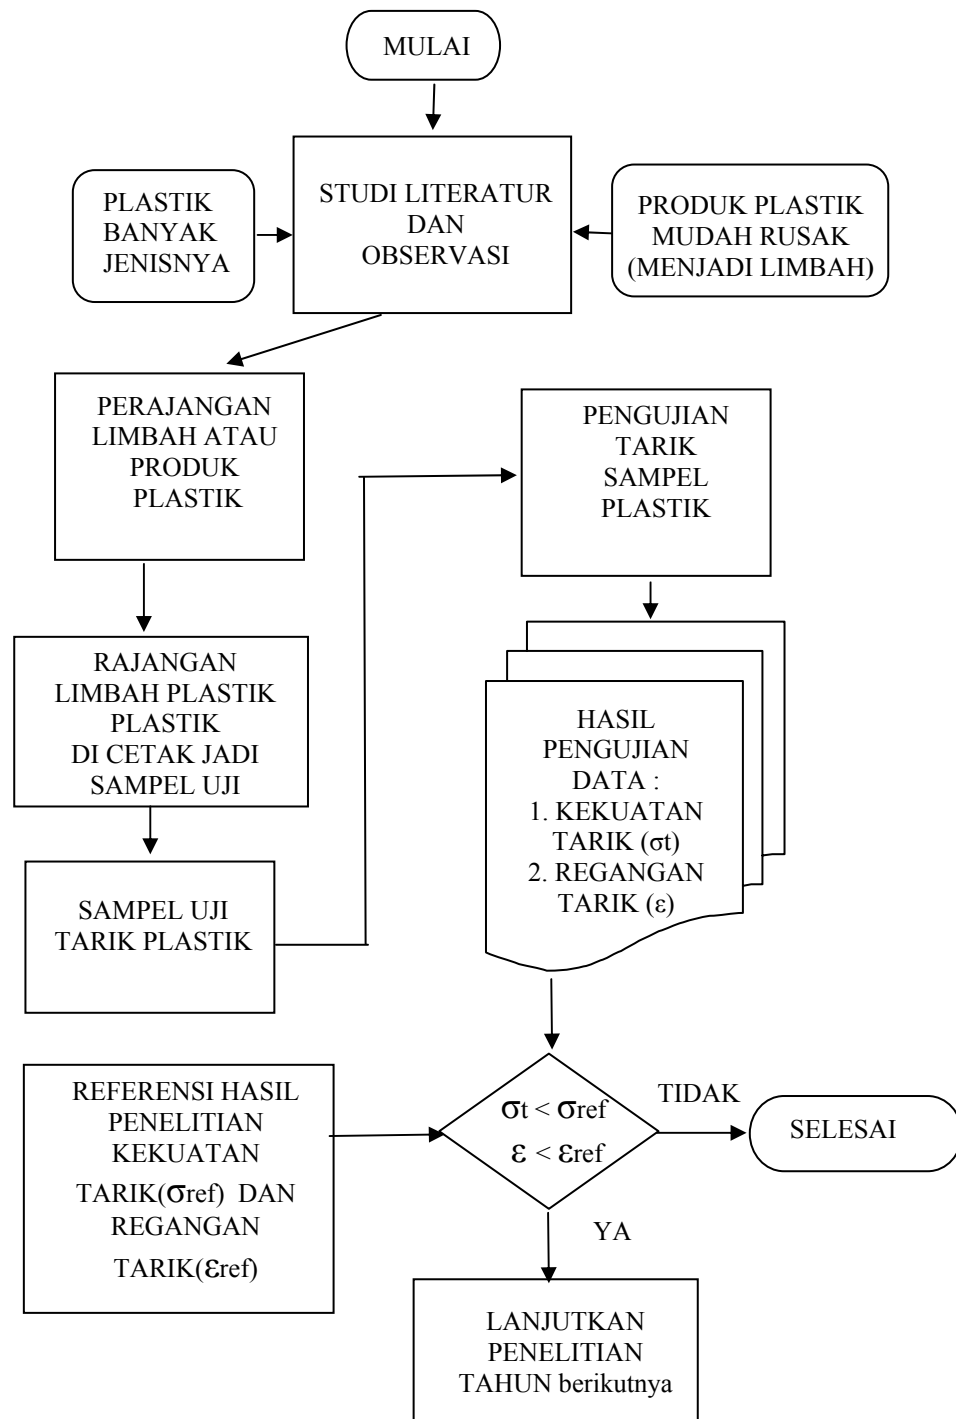 MULAI
PLASTIK
BANYAK
JENISNYA
STUDI LITERATUR
DAN
OBSERVASI
PRODUK PLASTIK
MUDAH RUSAK
(MENJADI LIMBAH)
PERAJANGAN
LIMBAH ATAU
PRODUK
PLASTIK
RAJANGAN
LIMBAH PLASTIK
PLASTIK
DI CETAK JADI
SAMPEL UJI
SAMPEL UJI
TARIK PLASTIK
PENGUJIAN
TARIK
SAMPEL
PLASTIK
HASIL
PENGUJIAN
DATA :
1. KEKUATAN
TARIK (σt)
2. REGANGAN
TARIK (ε)
REFERENSI HASIL
PENELITIAN
KEKUATAN
TARIK(σref) DAN
REGANGAN
TARIK(εref)
σt < σref
ε < εref
TIDAK
SELESAI
YA
LANJUTKAN
PENELITIAN
TAHUN berikutnya